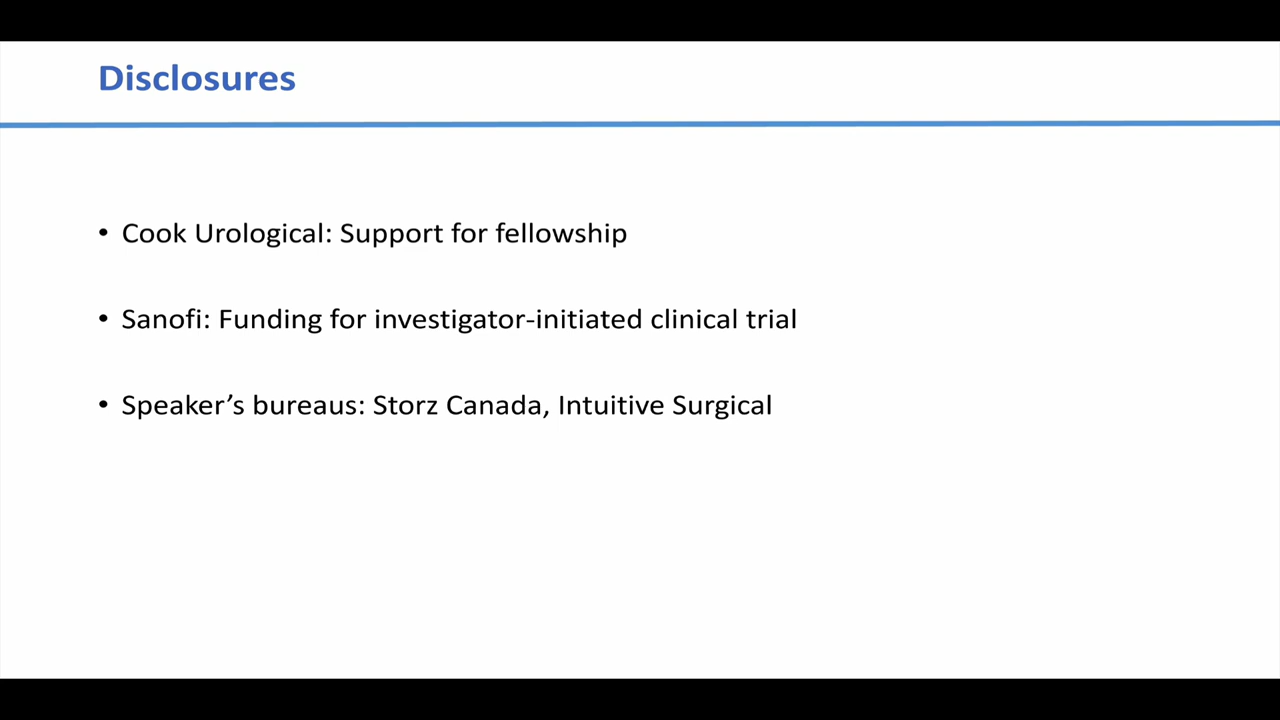 Disclosures
• Cook Urological: Support for fellowship
• Sanofi: Funding for investigator-initiated clinical trial
• Speaker’s bureaus: Storz Canada, Intuitive Surgical